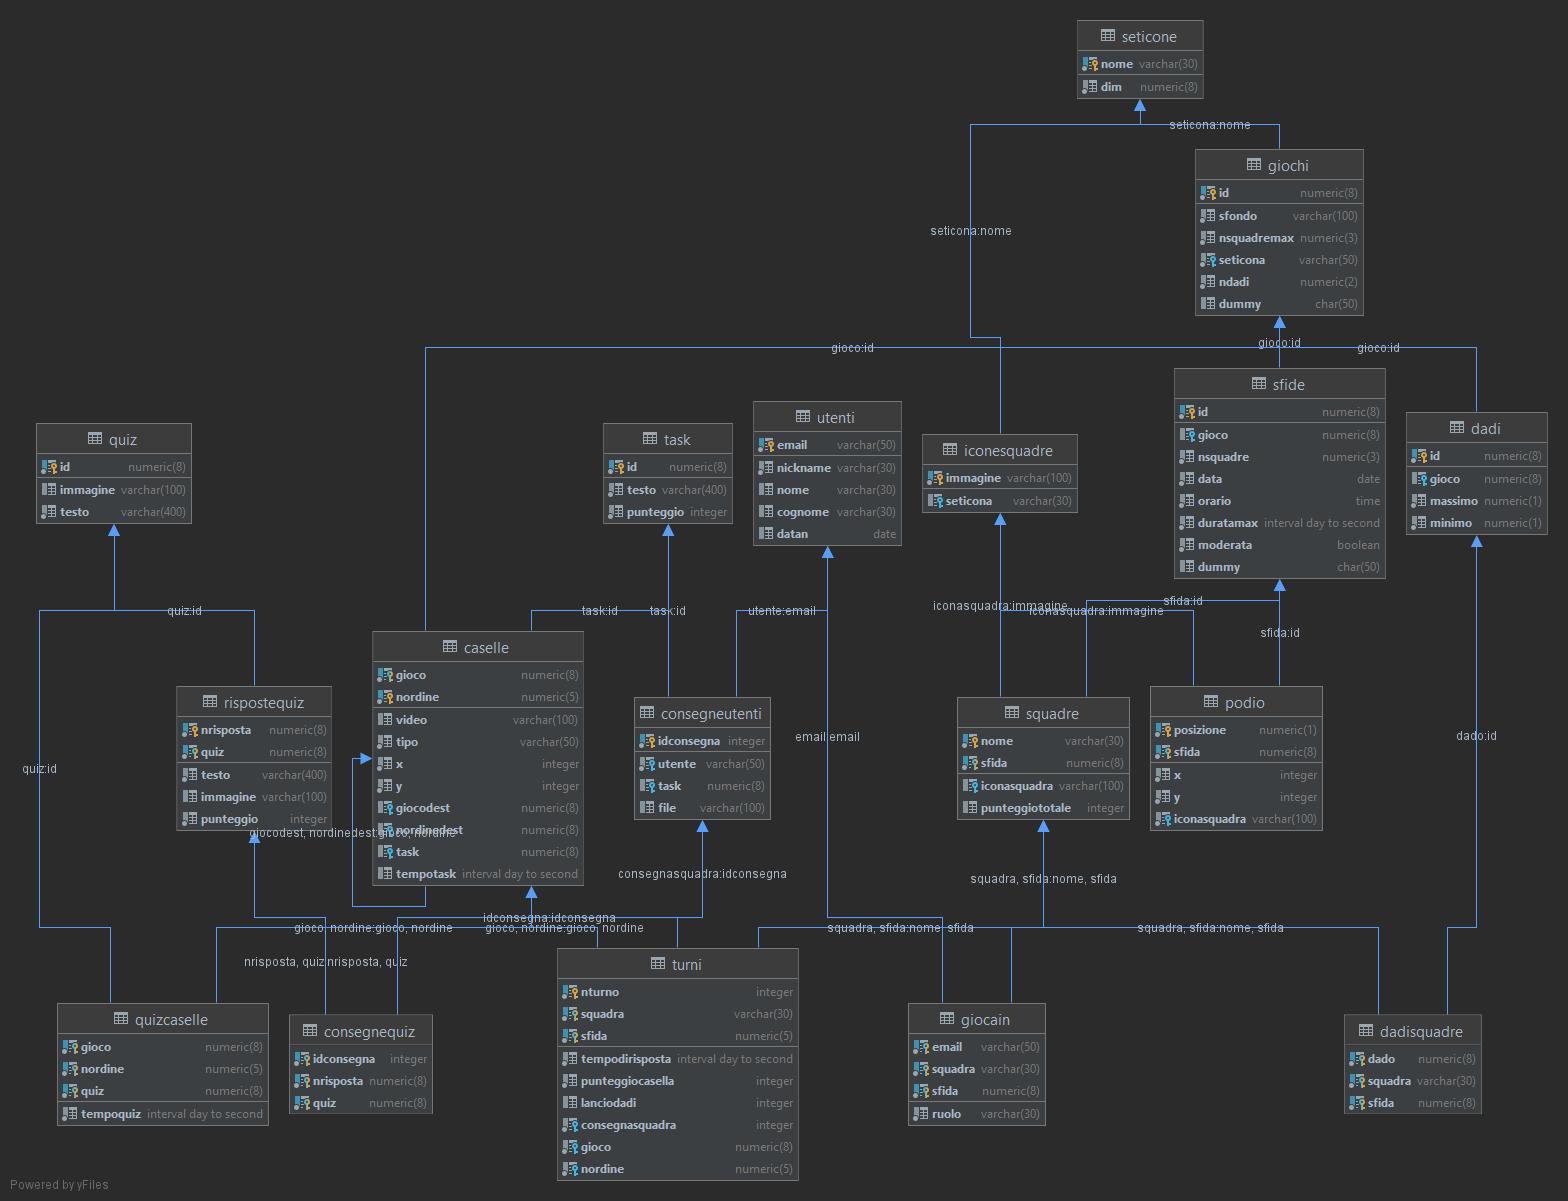 seticone
nome varchar(30)
dim numeric(8)
seticona:nome
giochi
id numeric(8)
sfondo varchar(100)
nsquadremax numeric(3)
seticona varchar(50)
ndadi numeric(2)
dummy char(50)
seticona:nome
gioco:id
gioco:id
gioco:id
sfide
id numeric(8)
gioco numeric(8)
nsquadre numeric(3)
data date
orario time
duratamax interval day to second
moderata boolean
dummy char(50)
dadi
id numeric(8)
gioco numeric(8)
massimo numeric(1)
minimo numeric(1)
utenti
email varchar(50)
nickname varchar(30)
nome varchar(30)
cognome varchar(30)
datan date
iconesquadre
immagine varchar(100)
seticona varchar(30)
quiz
id numeric(8)
immagine varchar(100)
testo varchar(400)
task
id numeric(8)
testo varchar(400)
punteggio integer
quiz:id
task:id
task:id
utente:email
iconasquadra:immagine
iconasquadra:immagine
sfida:id
sfida:id
caselle
gioco numeric(8)
nordine numeric(5)
video varchar(100)
tipo varchar(50)
x integer
y integer
giocodest numeric(8)
nordinedest numeric(8)
task numeric(8)
tempotask interval day to second
rispostequiz
nrisposta numeric(8)
quiz numeric(8)
testo varchar(400)
immagine varchar(100)
punteggio integer
giocodest, nordinedest:gioco, nordine
consegneutenti
idconsegna integer
utente varchar(50)
task numeric(8)
file varchar(100)
squadre
nome varchar(30)
sfida numeric(8)
iconasquadra varchar(100)
punteggiototale integer
podio
posizione numeric(1)
sfida numeric(8)
x integer
y integer
iconasquadra varchar(100)
email:email
dado:id
quiz:id
consegnasquadra:idconsegna
squadra, sfida:nome, sfida
idconsegna:idconsegna
gioco, nordine:gioco, nordine
gioco, nordine:gioco, nordine
squadra, sfida:nome, sfida
squadra, sfida:nome, sfida
nrisposta, quiz:nrisposta, quiz
turni
nturno integer
squadra varchar(30)
sfida numeric(5)
tempodirisposta interval day to second
punteggiocasella integer
lanciodadi integer
consegnasquadra integer
gioco numeric(8)
nordine numeric(5)
quizcaselle
gioco numeric(8)
nordine numeric(5)
quiz numeric(8)
tempoquiz interval day to second
consegnequiz
idconsegna integer
nrisposta numeric(8)
quiz numeric(8)
giocain
email varchar(50)
squadra varchar(30)
sfida numeric(8)
ruolo varchar(30)
dadisquadre
dado numeric(8)
squadra varchar(30)
sfida numeric(8)
Powered by yFiles